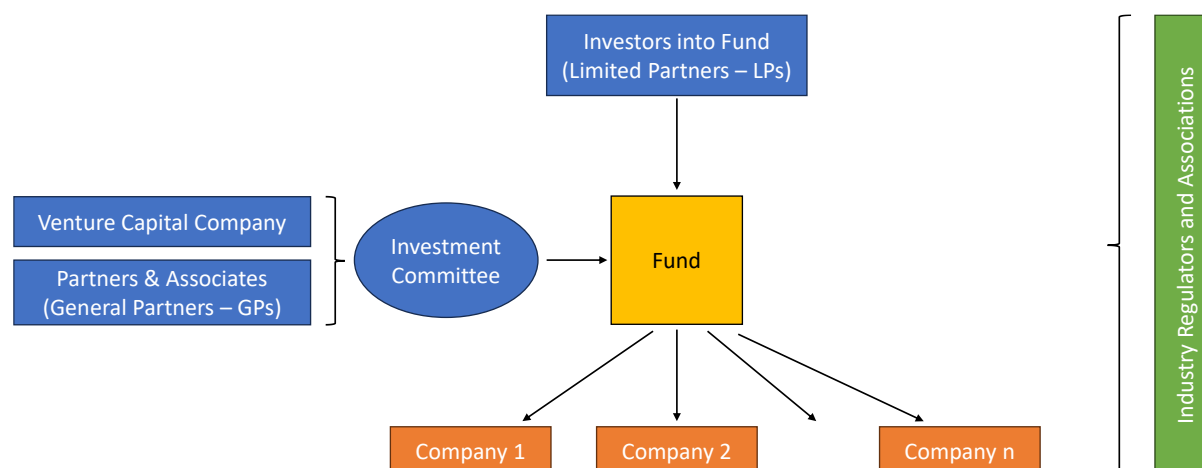 Investors into Fund
(Limited Partners – LPs)
Venture Capital Company
Partners & Associates
(General Partners – GPs)
Investment
Committee
Fund
Company 1
Company 2
Company n
Industry Regulators and Associations